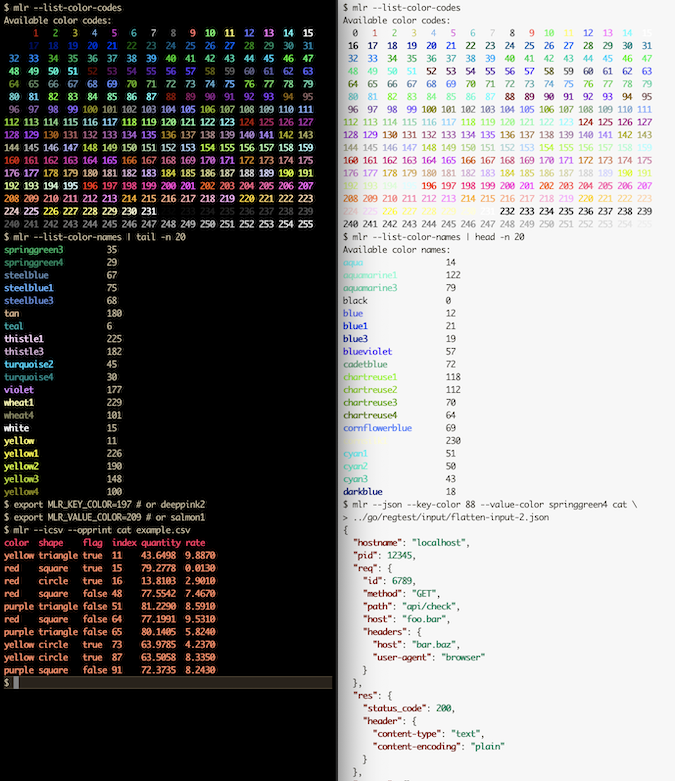 $ mlr --list-color-codes
Available color codes:
1 2 3 4 5 6 7 8 9 10 11 12 13 14 15
17 18 19 20 21 22 23 24 25 26 27 28 29 30 31
32 33 34 35 36 37 38 39 40 41 42 43 44 45 46 47
48 49 50 51 52 53 54 55 56 57 58 59 60 61 62 63
64 65 66 67 68 69 70 71 72 73 74 75 76 77 78 79
80 81 82 83 84 85 86 87 88 89 90 91 92 93 94 95
96 97 98 99 100 101 102 103 104 105 106 107 108 109 110 111
112 113 114 115 116 117 118 119 120 121 122 123 124 125 126 127
128 129 130 131 132 133 134 135 136 137 138 139 140 141 142 143
144 145 146 147 148 149 150 151 152 153 154 155 156 157 158 159
160 161 162 163 164 165 166 167 168 169 170 171 172 173 174 175
176 177 178 179 180 181 182 183 184 185 186 187 188 189 190 191
192 193 194 195 196 197 198 199 200 201 202 203 204 205 206 207
208 209 210 211 212 213 214 215 216 217 218 219 220 221 222 223
224 225 226 227 228 229 230 231 234 235 236 237 238 239
240 241 242 243 244 245 246 247 248 249 250 251 252 253 254 255
$ mlr --list-color-names | tail -n 20
springgreen3 35
springgreen4 29
steelblue 67
steelblue1 75
steelblue3 68
tan 180
teal 6
thistle1 225
thistle3 182
turquoise2 45
turquoise4 30
violet 177
wheat1 229
wheat4 101
white 15
yellow 11
yellow1 226
yellow2 190
yellow3 148
yellow4 100
$ export MLR_KEY_COLOR=197 # or deeppink2
$ export MLR_VALUE_COLOR=209 # or salmon1
$ mlr --icsv --opprint cat example.csv
color shape flag index quantity rate
yellow triangle true 11 43.6498 9.8870
red square true 15 79.2778 0.0130
red circle true 16 13.8103 2.9010
red square false 48 77.5542 7.4670
purple triangle false 51 81.2290 8.5910
red square false 64 77.1991 9.5310
purple triangle false 65 80.1405 5.8240
yellow circle true 73 63.9785 4.2370
yellow circle true 87 63.5058 8.3350
purple square false 91 72.3735 8.2430
$
$ mlr --list-color-codes
Available color codes:
0 1 2 3 4 5 6 7 8 9 10 11 12 13 14
16 17 18 19 20 21 22 23 24 25 26 27 28 29 30 31
32 33 34 35 36 37 38 39 40 41 42 43 44 45 46 47
48 49 50 51 52 53 54 55 56 57 58 59 60 61 62 63
64 65 66 67 68 69 70 71 72 73 74 75 76 77 78 79
80 81 82 83 84 85 86 87 88 89 90 91 92 93 94 95
96 97 98 99 100 101 102 103 104 105 106 107 108 109 110 111
112 113 114 115 116 117 118 119 120 121 122 123 124 125 126 127
128 129 130 131 132 133 134 135 136 137 138 139 140 141 142 143
144 145 146 147 148 149 150 151 152 153 154 155 156 157 158 159
160 161 162 163 164 165 166 167 168 169 170 171 172 173 174 175
176 177 178 179 180 181 182 183 184 185 186 187 188 189 190 191
192 193 196 197 198 199 200 201 202 203 204 205 206 207
208 209 210 211 212 213 214 215 216 217 218 219 220 221 222 223
232 233 234 235 236 237 238 239
240 241 242 243 244 245 246 247 248 249 250 251 252 253
$ mlr --list-color-names | head -n 20
Available color names:
aqua 14
aquamarine1 122
aquamarine3 79
black 0
blue 12
blue1 21
blue3 19
blueviolet 57
cadetblue 72
chartreuse1 118
chartreuse2 112
chartreuse3 70
chartreuse4 64
cornflowerblue 69
230
cyan1 51
cyan2 50
cyan3 43
darkblue 18
$ mlr --json --key-color 88 --value-color springgreen4 cat \
> ../go/regtest/input/flatten-input-2.json
{
"hostname": "localhost",
"pid": 12345,
"req": {
"id": 6789,
"method": "GET",
"path": "api/check",
"host": "foo.bar",
"headers": {
"host": "bar.baz",
"user-agent": "browser"
}
},
"res": {
"status_code": 200,
"header": {
"content-type": "text",
"content-encoding": "plain"
}
},